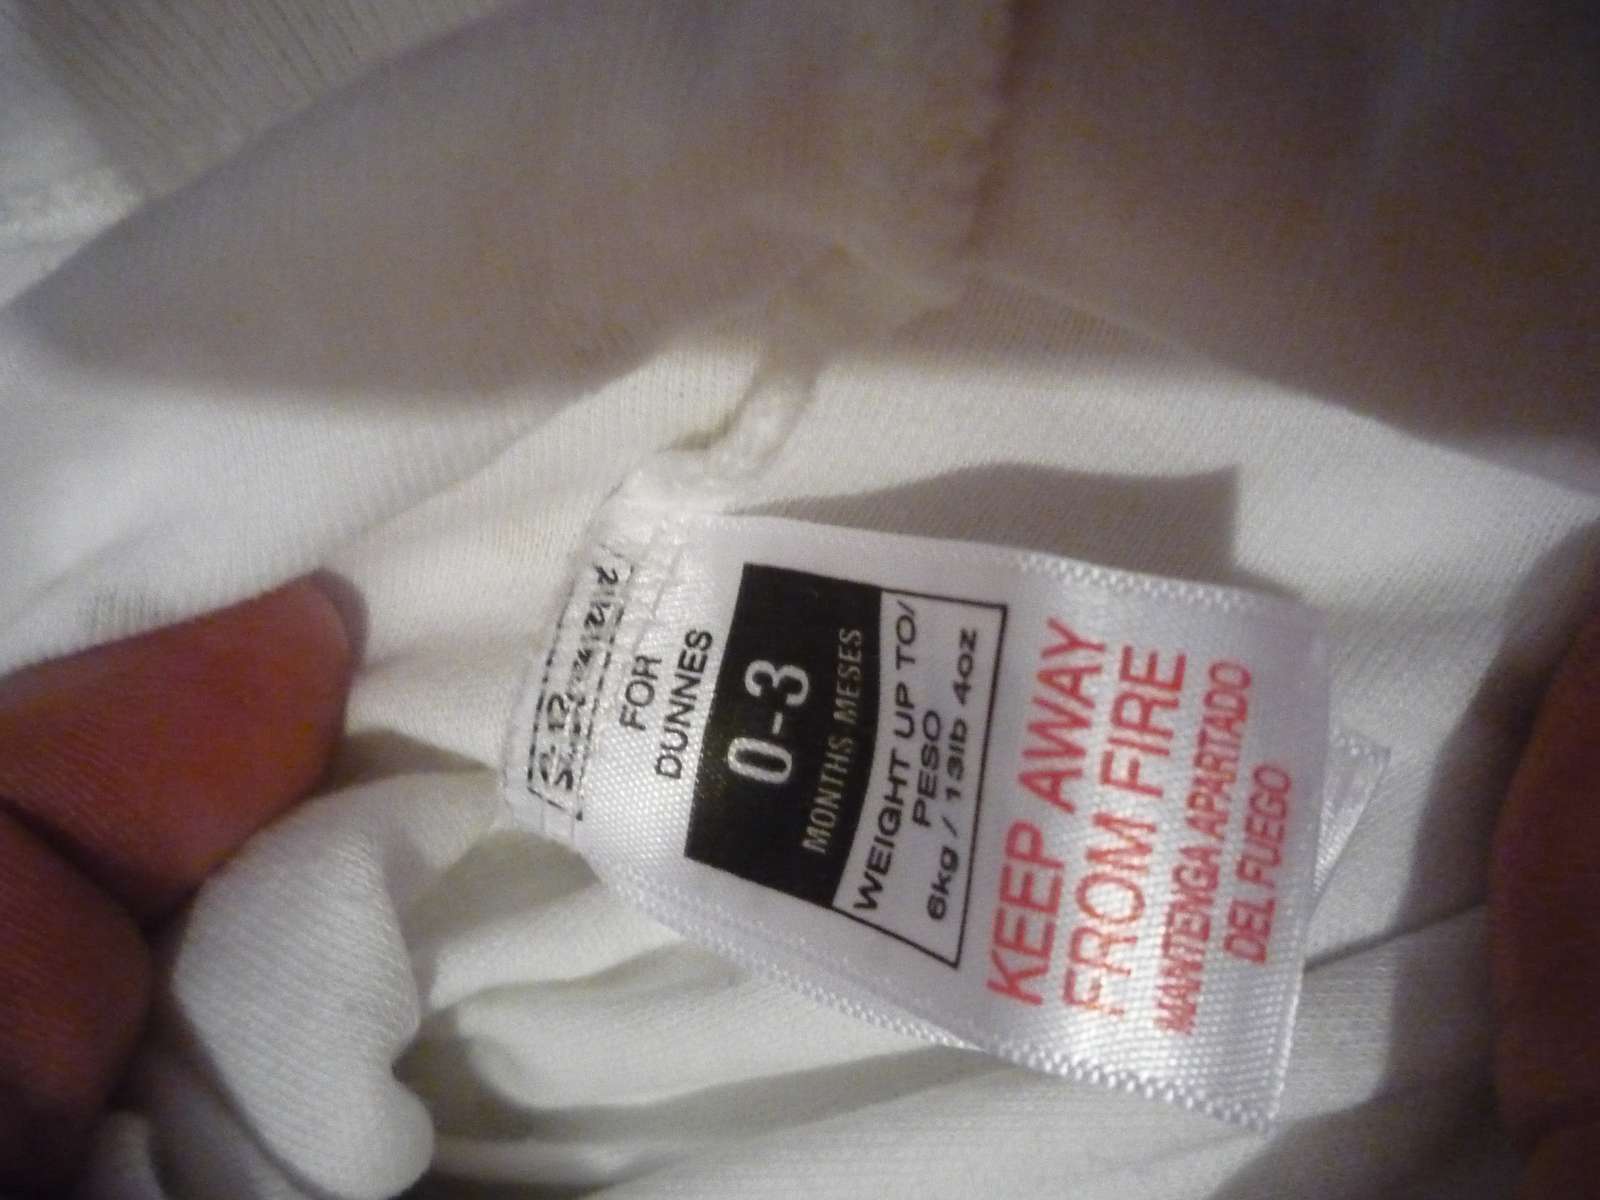 FOR
DUNNES
0-3
MONTHS MESES
WEIGHT UP TO/
PESO
6kg / 13lb 4oz
KEEP AWAY
FROM FIRE
MANTENGA APARTADO
DEL FUEGO